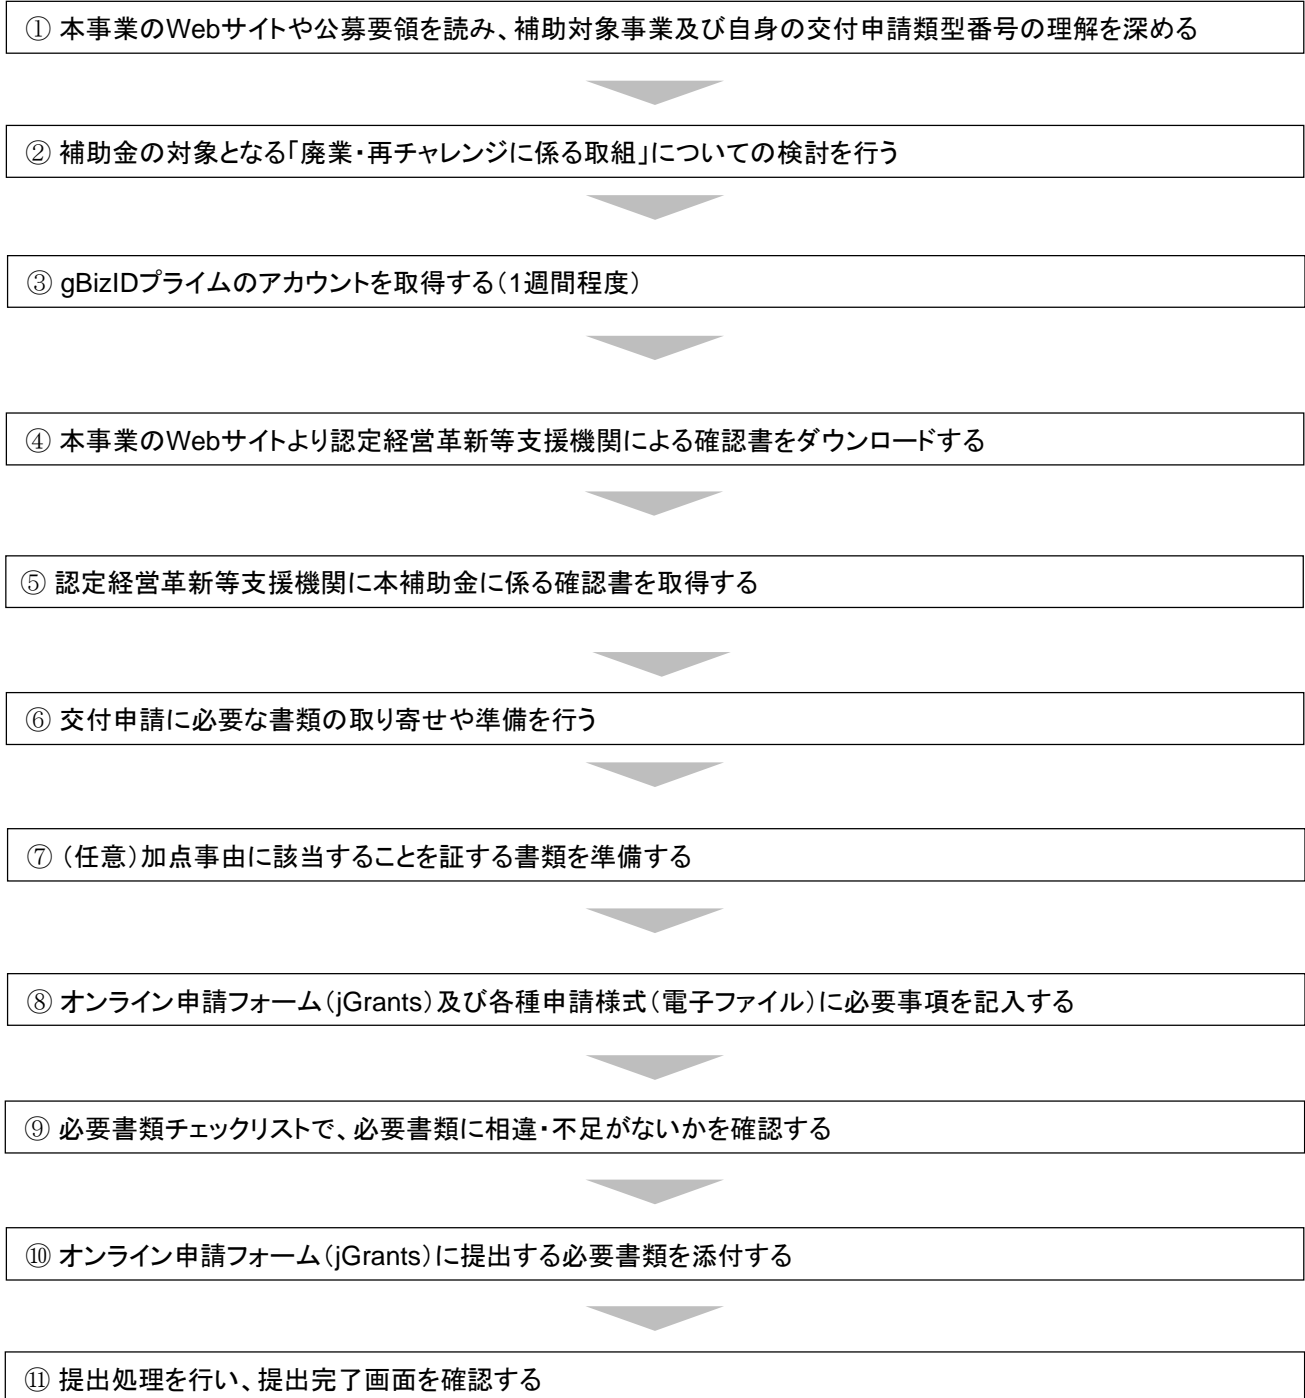 ① 本事業のWebサイトや公募要領を読み、補助対象事業及び自身の交付申請類型番号の理解を深める
② 補助金の対象となる「廃業・再チャレンジに係る取組」についての検討を行う
③ gBizIDプライムのアカウントを取得する（1週間程度）
④ 本事業のWebサイトより認定経営革新等支援機関による確認書をダウンロードする
⑤ 認定経営革新等支援機関に本補助金に係る確認書を取得する
⑥ 交付申請に必要な書類の取り寄せや準備を行う
⑦ （任意）加点事由に該当することを証する書類を準備する
⑧ オンライン申請フォーム（jGrants）及び各種申請様式（電子ファイル）に必要事項を記入する
⑨ 必要書類チェックリストで、必要書類に相違・不足がないかを確認する
⑩ オンライン申請フォーム（jGrants）に提出する必要書類を添付する
⑪ 提出処理を行い、提出完了画面を確認する